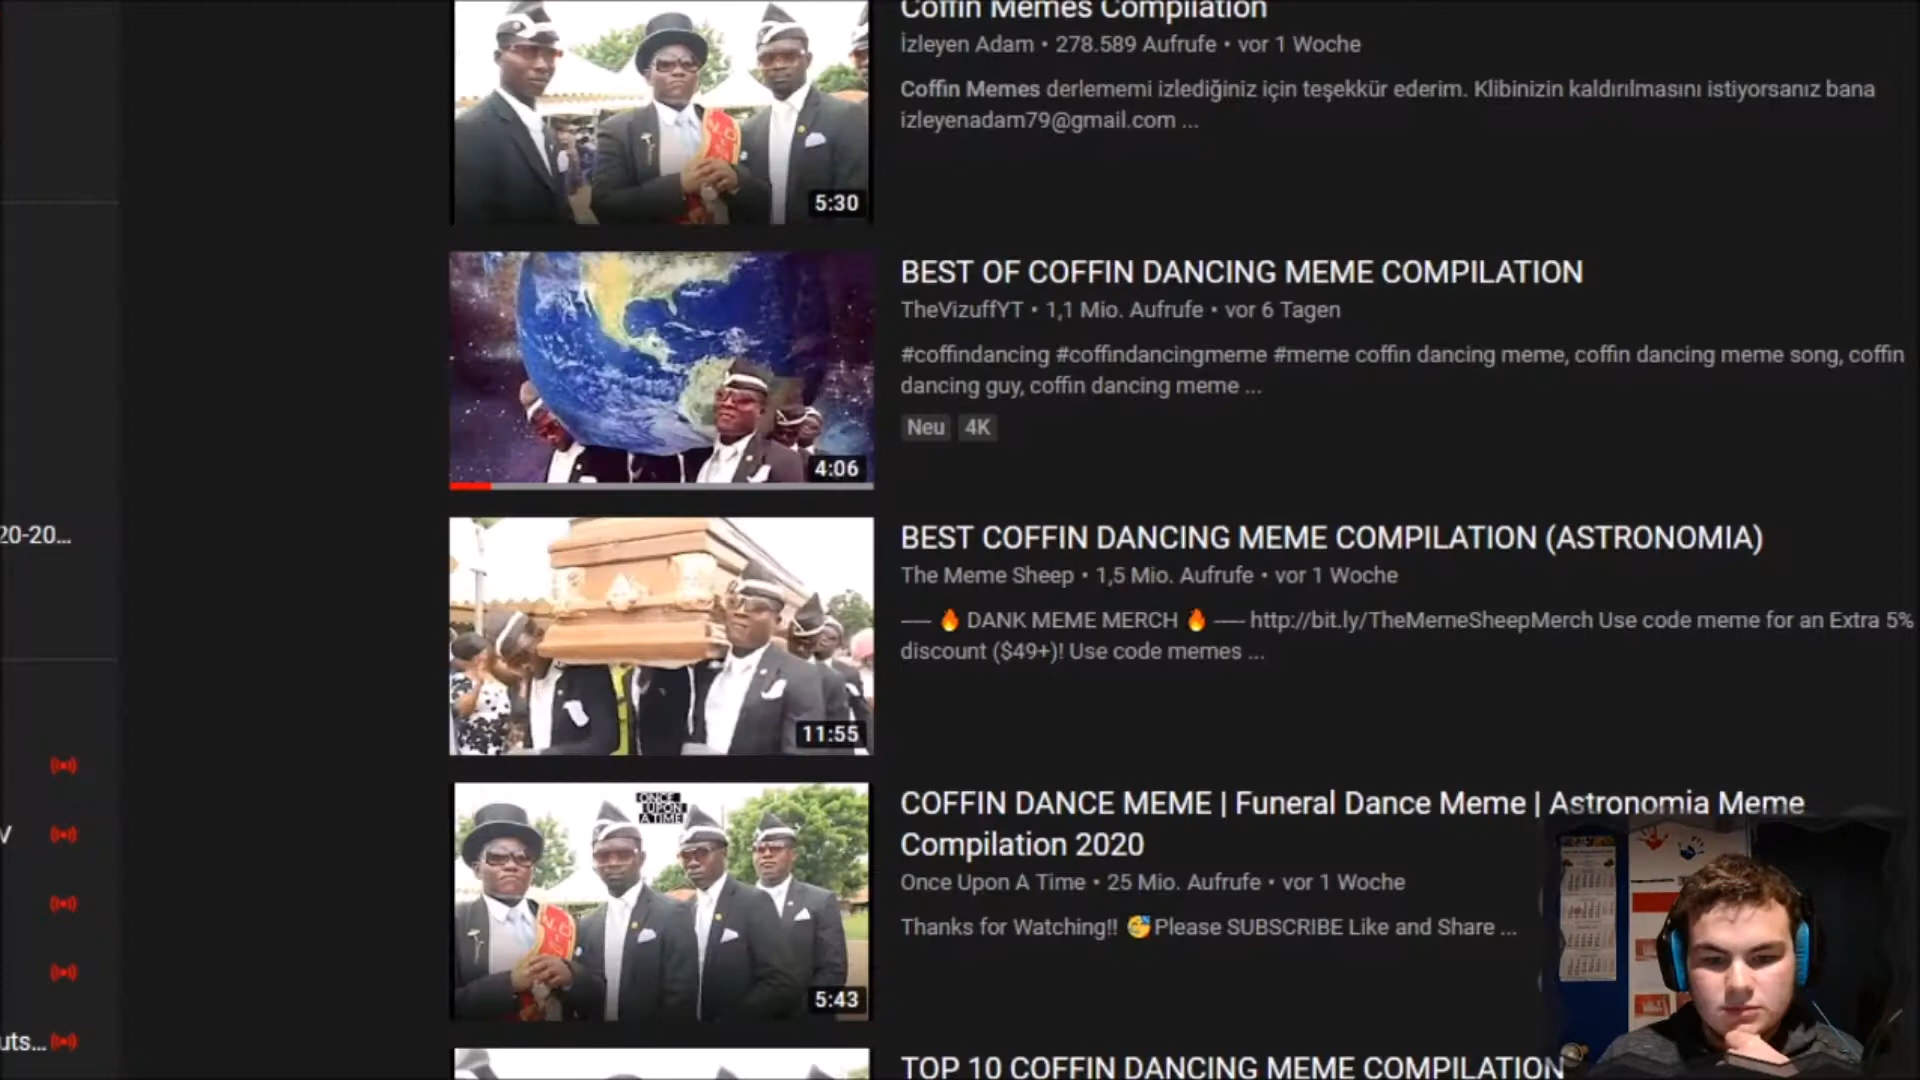 Coffin Memes Compilation
İzleyen Adam • 278.589 Aufrufe • vor 1 Woche
Coffin Memes derlememi izlediğiniz için teşekkür ederim. Klibinizin kaldırılmasını istiyorsanız bana
izleyenadam79@gmail.com ...
5:30
BEST OF COFFIN DANCING MEME COMPILATION
TheVizuffYT • 1,1 Mio. Aufrufe • vor 6 Tagen
#coffindancing #coffindancingmeme #meme coffin dancing meme, coffin dancing meme song, coffin
dancing guy, coffin dancing meme ...
Neu 4K
4:06
20-20...
BEST COFFIN DANCING MEME COMPILATION (ASTRONOMIA)
The Meme Sheep • 1,5 Mio. Aufrufe • vor 1 Woche
—– 🔥 DANK MEME MERCH 🔥 —– http://bit.ly/TheMemeSheepMerch Use code meme for an Extra 5%
discount ($49+)! Use code memes ...
11:55
V
ONCE
UPON
A TIME
COFFIN DANCE MEME | Funeral Dance Meme | Astronomia Meme
Compilation 2020
Once Upon A Time • 25 Mio. Aufrufe • vor 1 Woche
Thanks for Watching!! 😴Please SUBSCRIBE Like and Share ...
5:43
uts...
TOP 10 COFFIN DANCING MEME COMPILATION